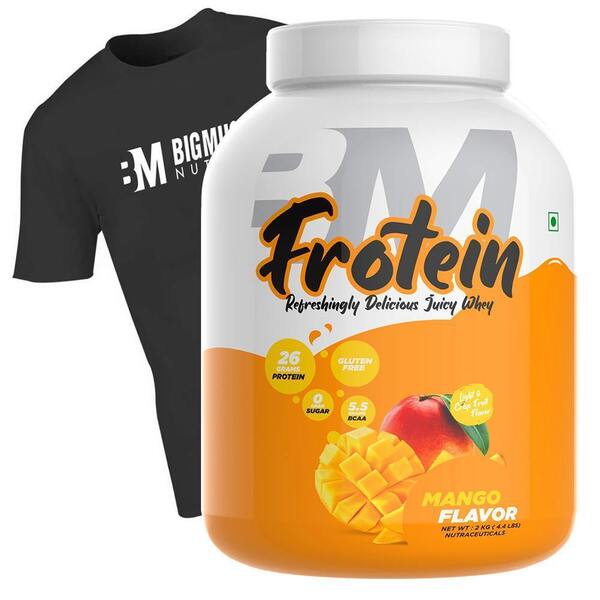 BM BIGMUS
NUT
BM
Frotein
Refreshingly Delicious Juicy Whey
26
GRAMS
PROTEIN
GLUTEN
FREE
0
SUGAR
5.5
BCAA
Light &
Crisp Fruit
Flavor
MANGO
FLAVOR
NET WT : 2 KG ( 4.4 LBS)
NUTRACEUTICALS